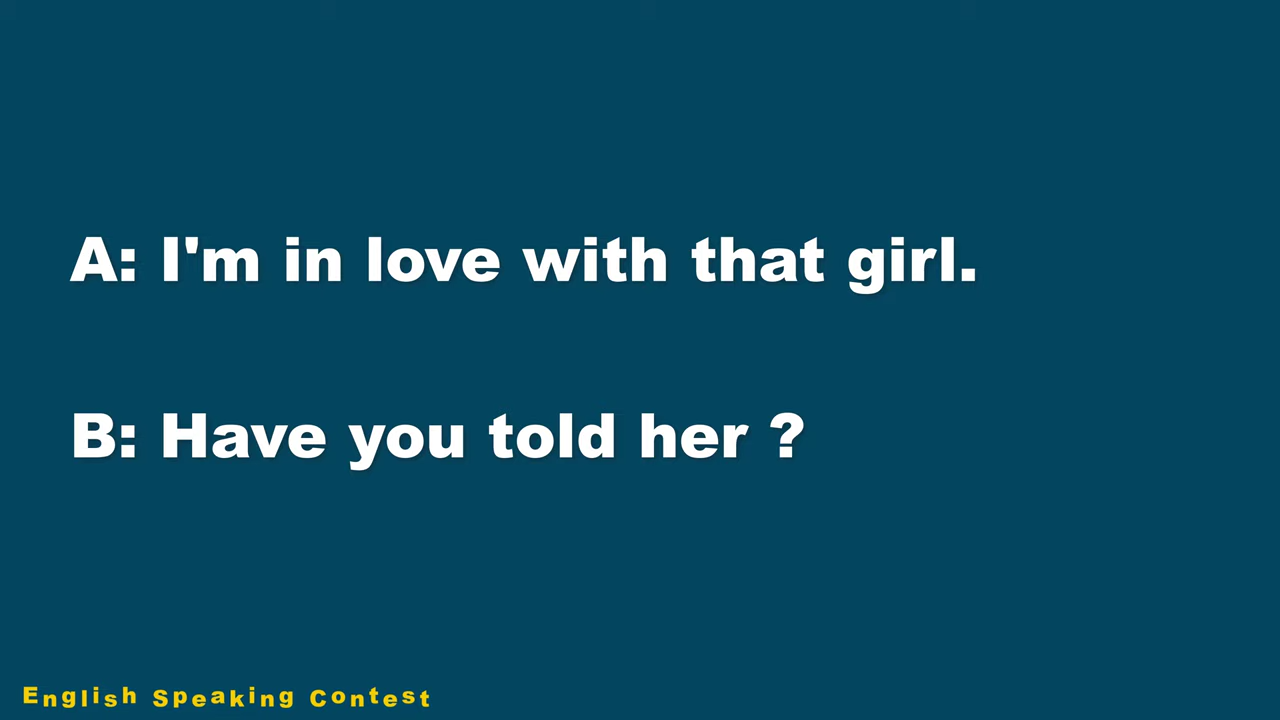 A: I'm in love with that girl.
B: Have you told her ?
English Speaking Contest